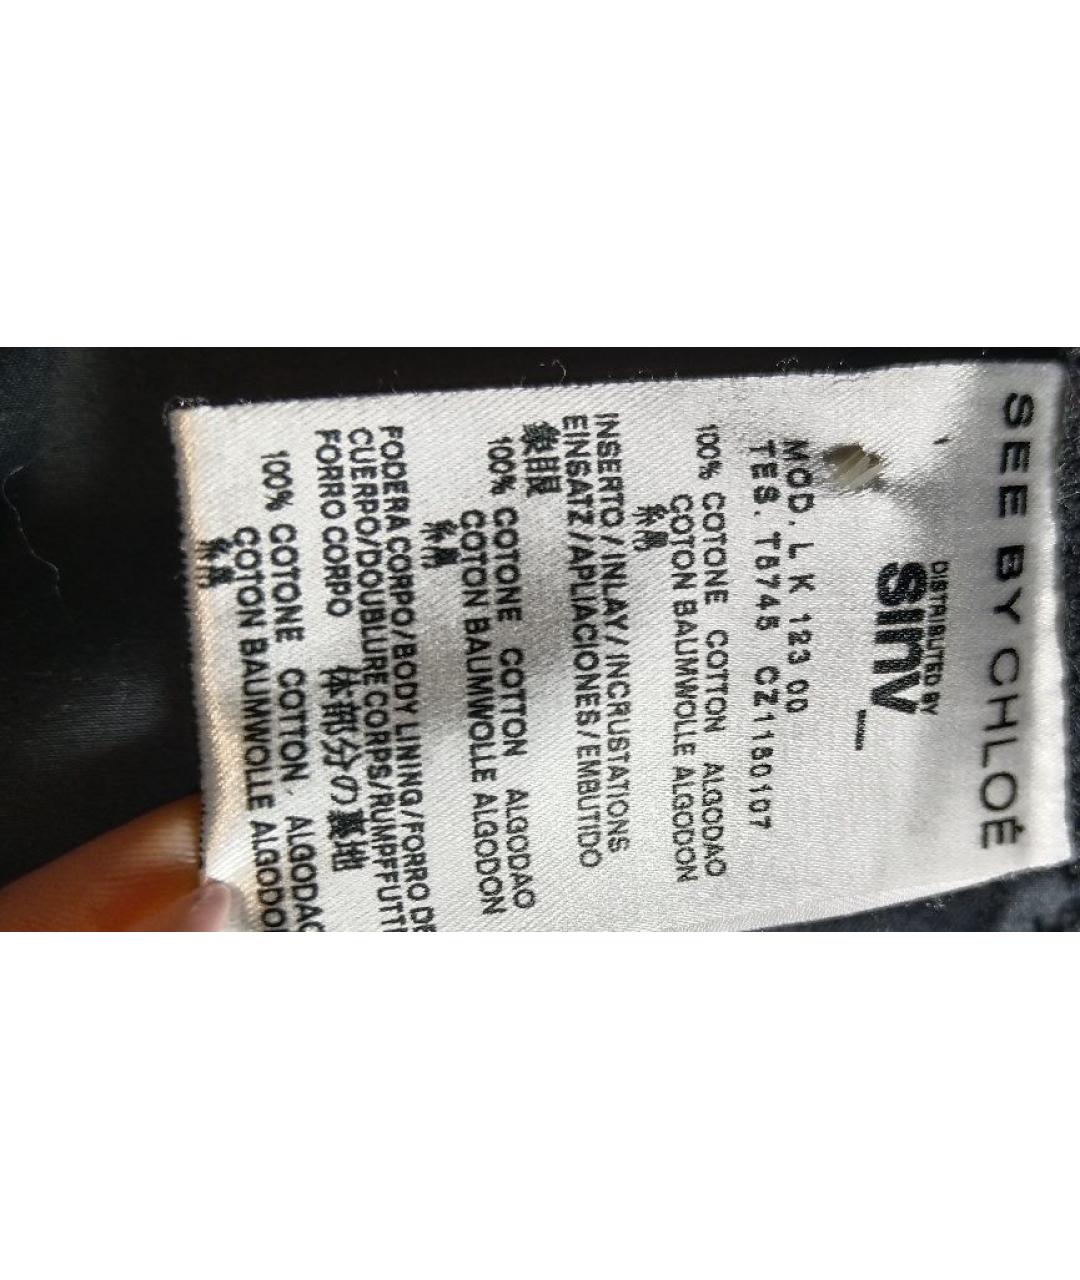 SEE BY CHLOÉ
DISTRIBUTED BY
sinv
MOD. LK 123 00
TES. T6745 CZ1180107
100% COTONE COTTON ALGODAO
COTON BAUMWOLLE ALGODON
INSERTO / INLAY / INCRUSTATIONS
EINSATZ / APLIACIONES / EMBUTIDO
象眼
100% COTONE COTTON ALGODAO
COTON BAUMWOLLE ALGODON
FODERA CORPO/BODY LINING/FORRO DE
CUERPO/DOUBLURE CORPS/RUMPFFUTT
FORRO CORPO 体部分の裏地
100% COTONE COTTON ALGODAO
COTON BAUMWOLLE ALGODO